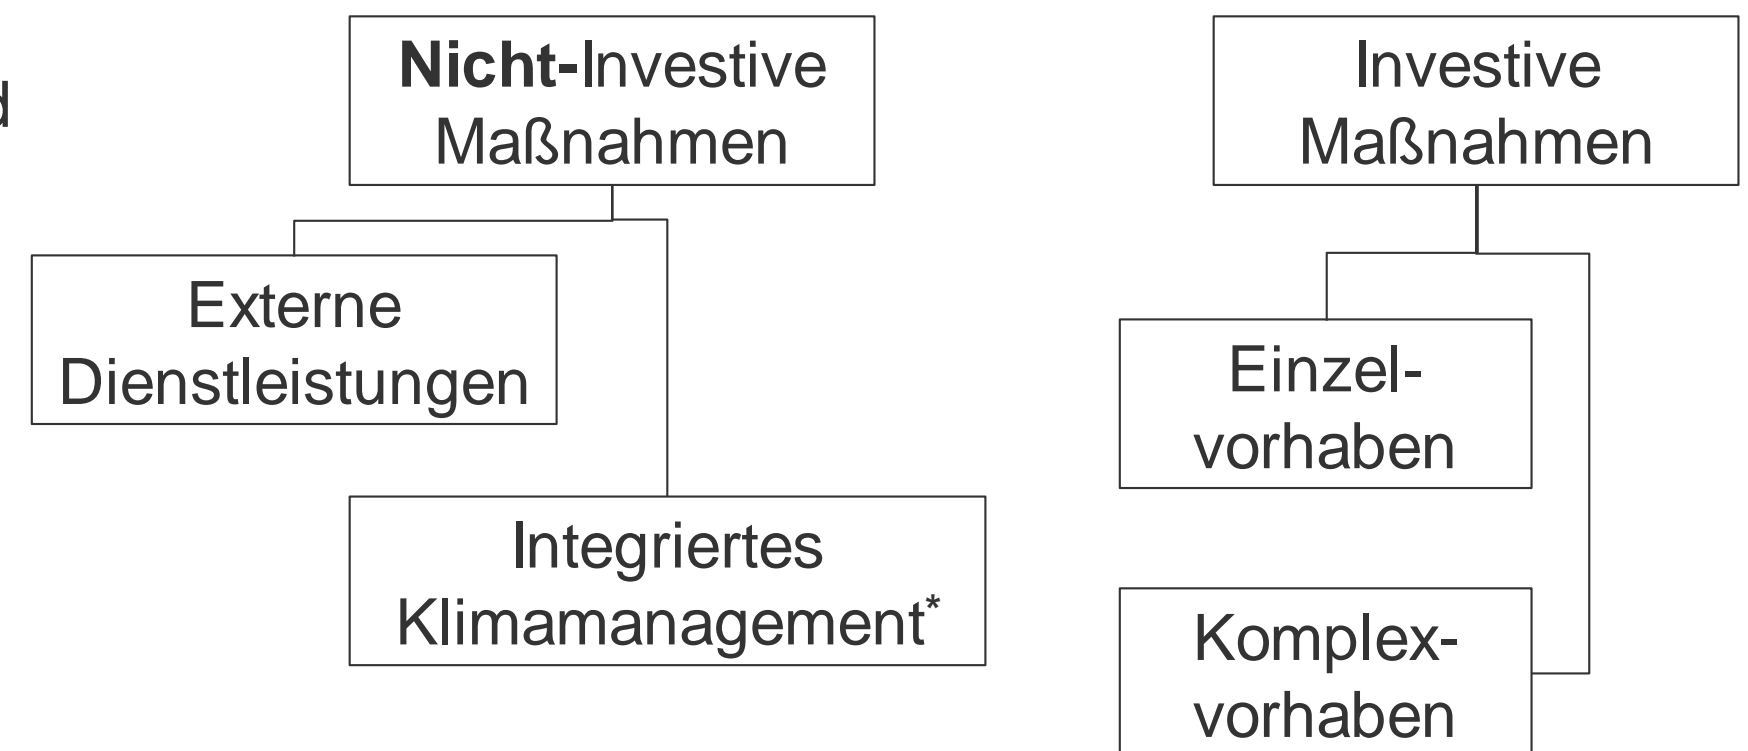 Nicht-Investive
Maßnahmen
Externe
Dienstleistungen
Integriertes
Klimamanagement*
Investive
Maßnahmen
Einzel-
vorhaben
Komplex-
vorhaben